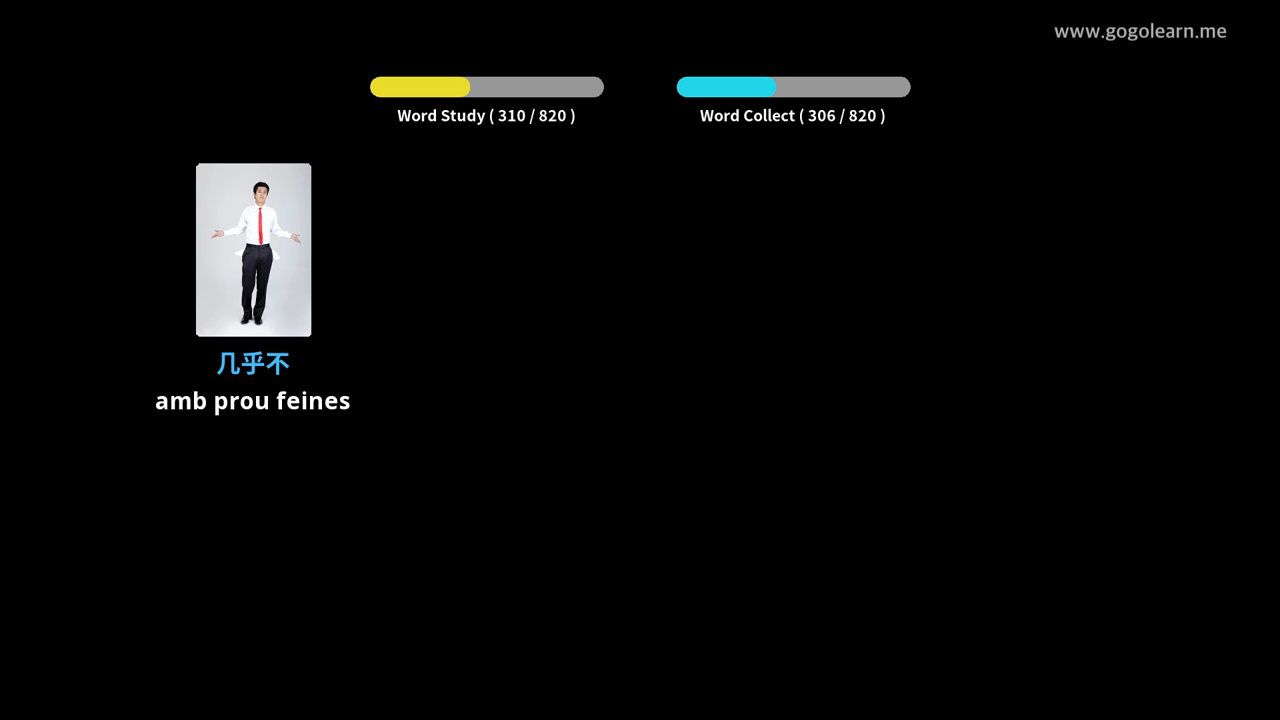 www.gogolearn.me
Word Study ( 310 / 820 )
Word Collect ( 306 / 820 )
几乎不
amb prou feines